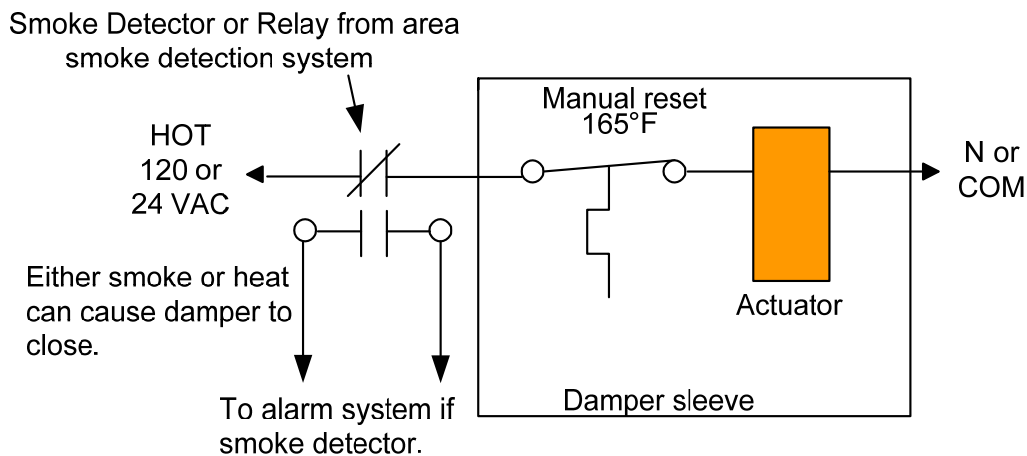 Smoke Detector or Relay from area
smoke detection system
HOT
120 or
24 VAC
Manual reset
165°F
N or
COM
Either smoke or heat
can cause damper to
close.
Actuator
To alarm system if
smoke detector.
Damper sleeve